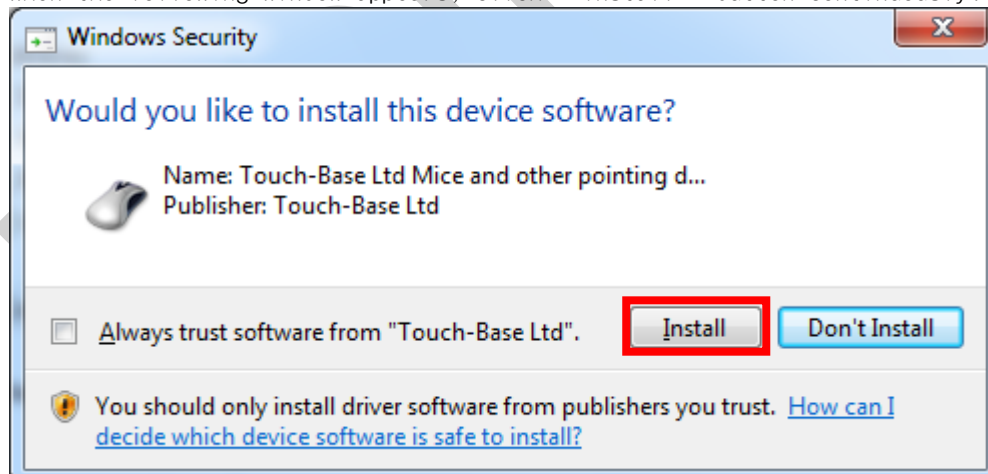 Windows Security
Would you like to install this device software?
Name: Touch-Base Ltd Mice and other pointing d...
Publisher: Touch-Base Ltd
Always trust software from "Touch-Base Ltd". Install Don't Install
You should only install driver software from publishers you trust. How can I
decide which device software is safe to install?